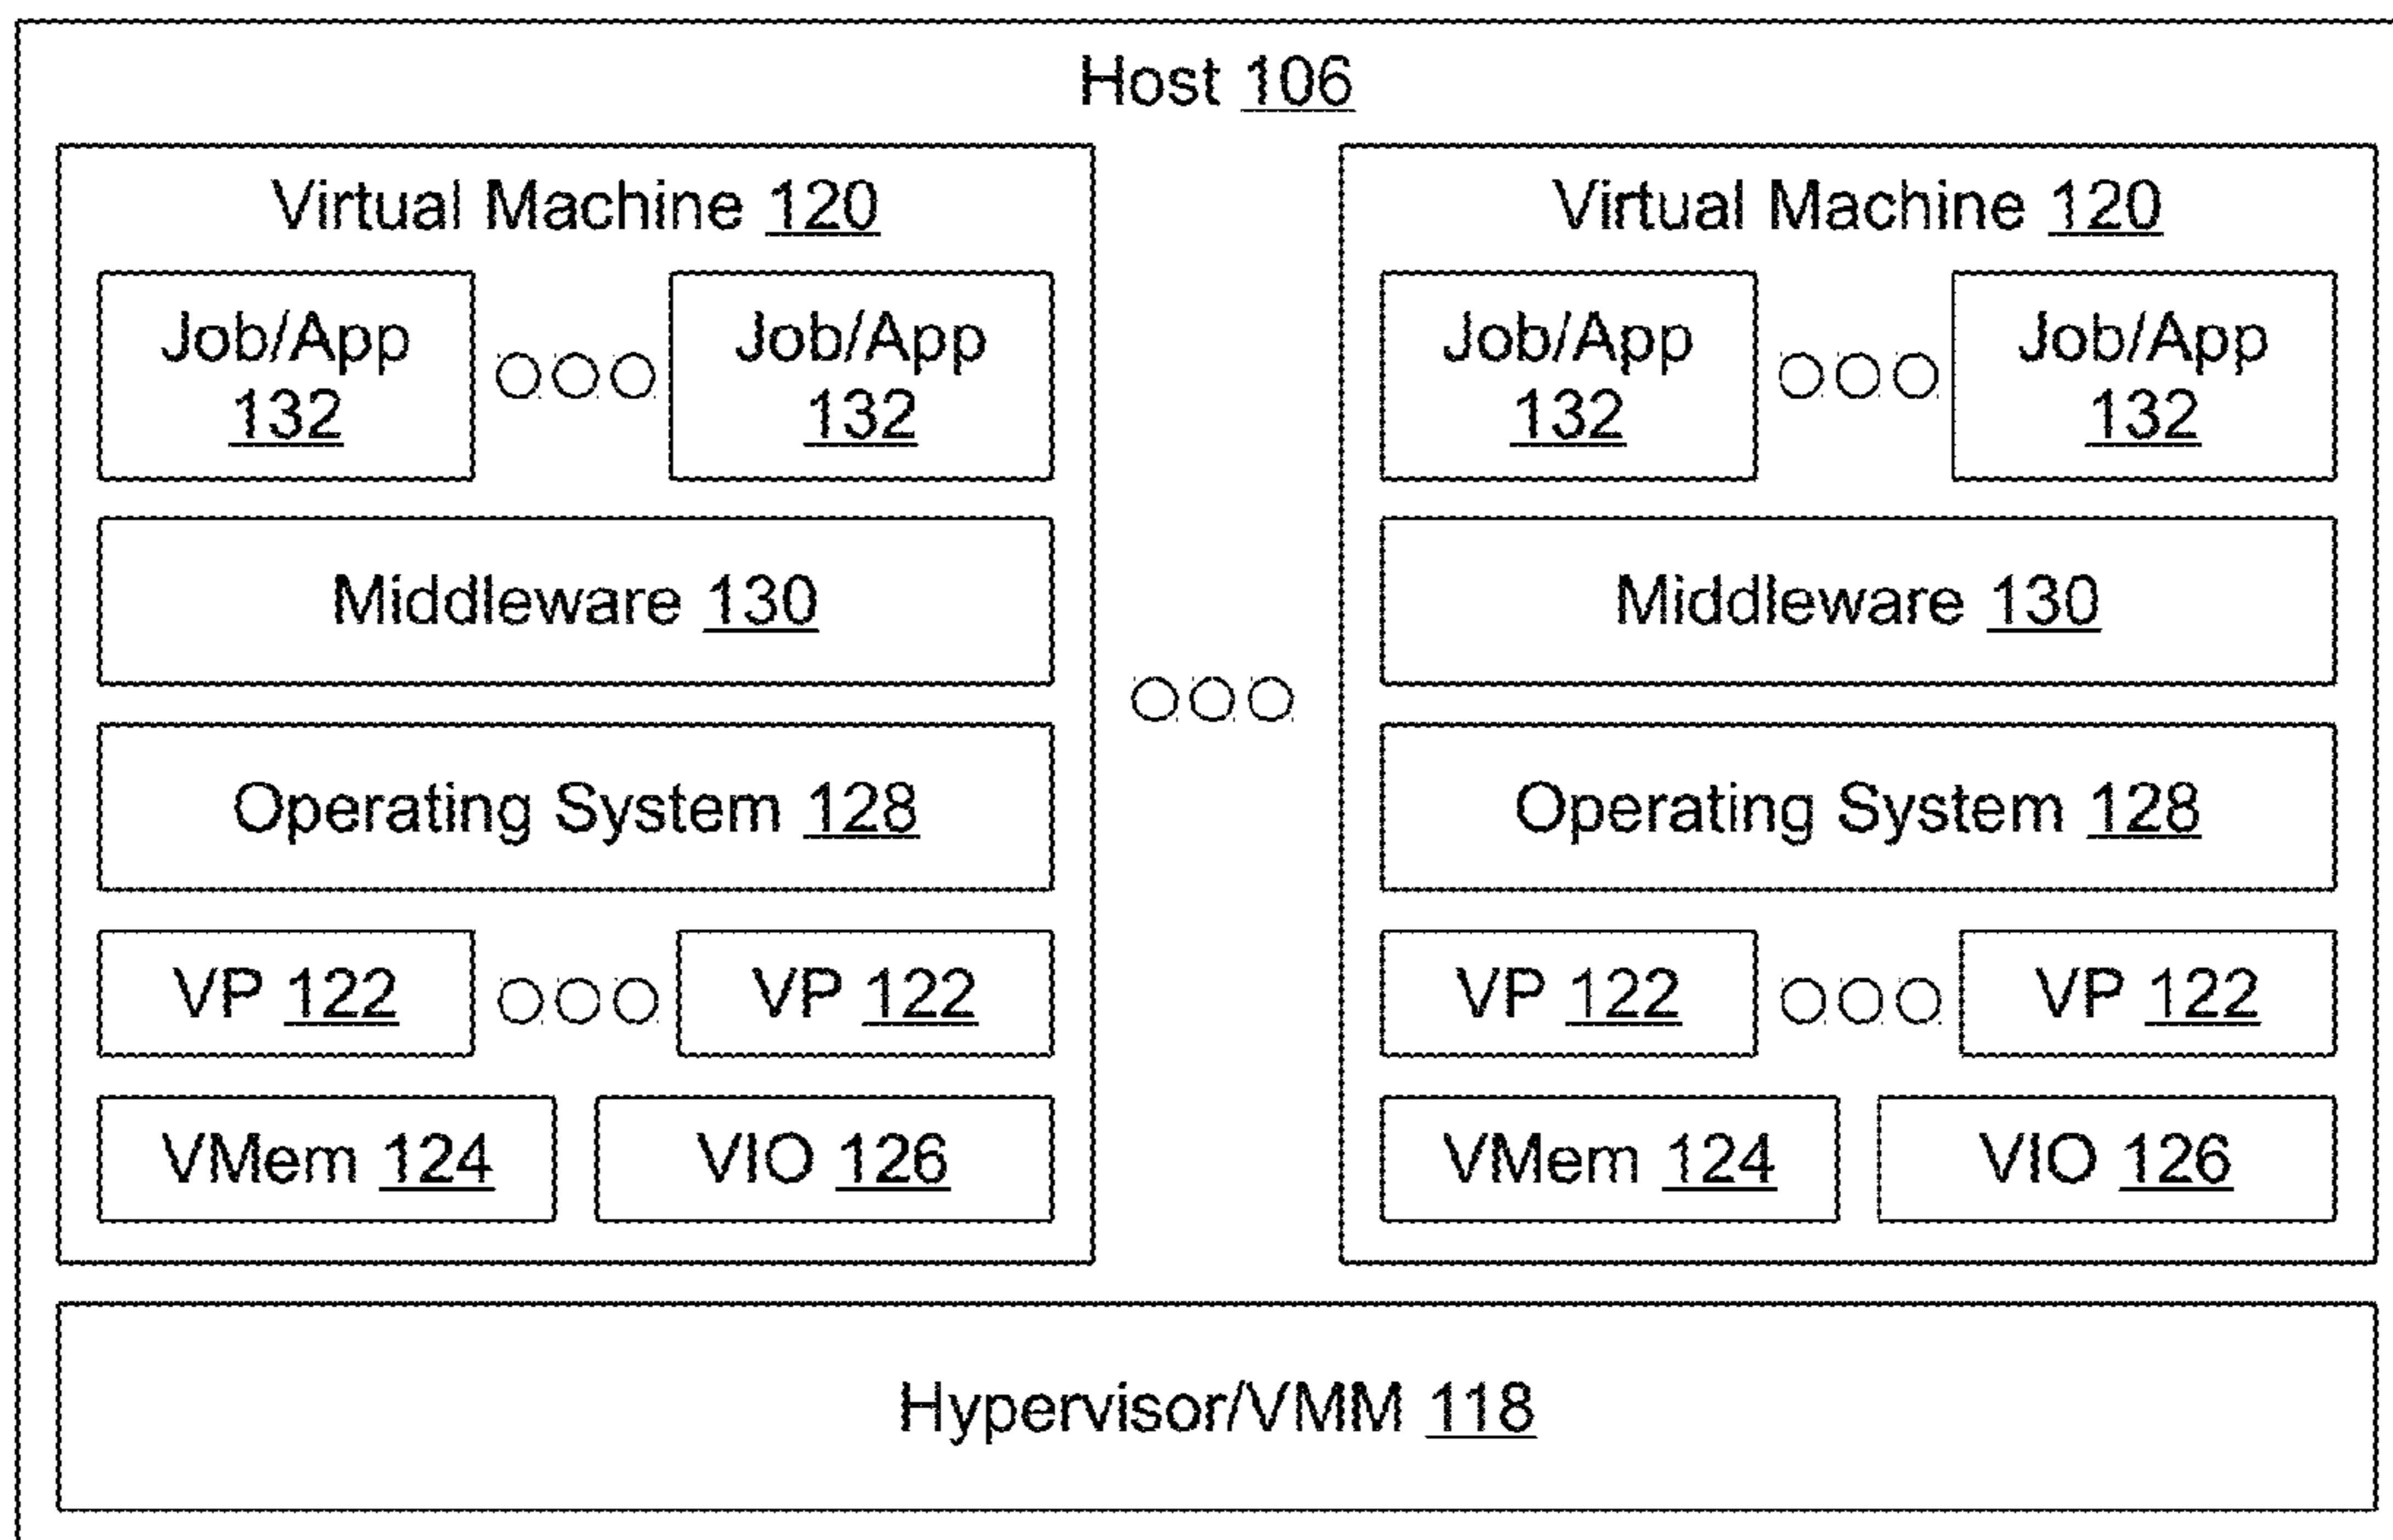 Host 106
Virtual Machine 120
Job/App
132
Job/App
132
Middleware 130
Operating System 128
VP 122
VP 122
VMem 124
VIO 126
Virtual Machine 120
Job/App
132
Job/App
132
Middleware 130
Operating System 128
VP 122
VP 122
VMem 124
VIO 126
Hypervisor/VMM 118